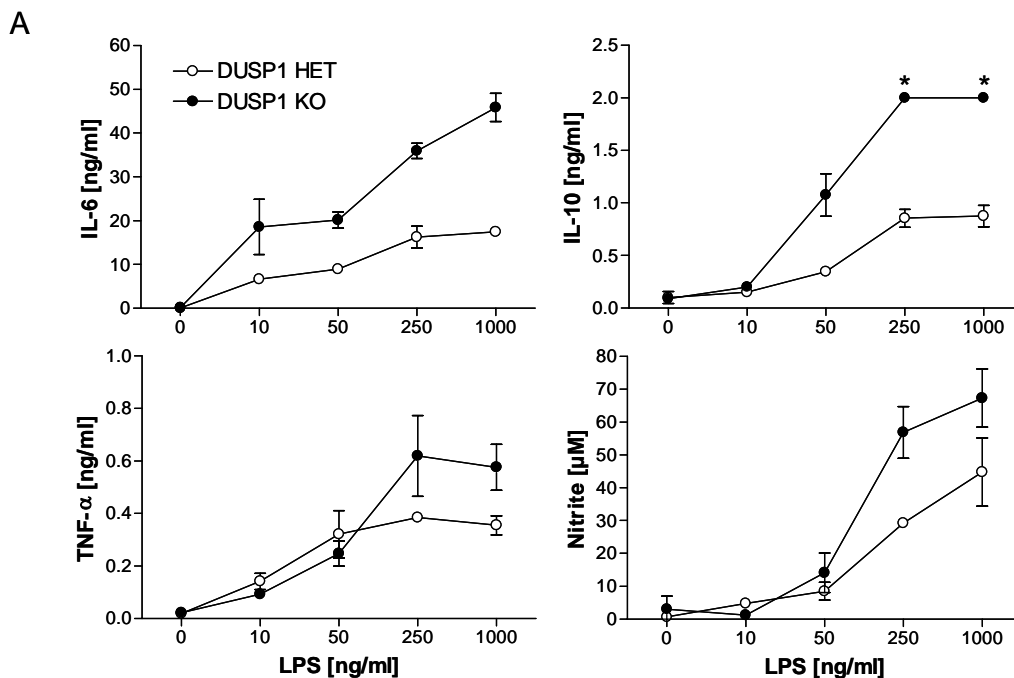 A
IL-6 [ng/ml]
60
50
40
30
20
10
0
DUSP1 HET
DUSP1 KO
0 10 50 250 1000
IL-10 [ng/ml]
2.5
2.0
1.5
1.0
0.5
0.0
* *
0 10 50 250 1000
TNF-α [ng/ml]
1.0
0.8
0.6
0.4
0.2
0.0
0 10 50 250 1000
LPS [ng/ml]
Nitrite [µM]
80
70
60
50
40
30
20
10
0
0 10 50 250 1000
LPS [ng/ml]